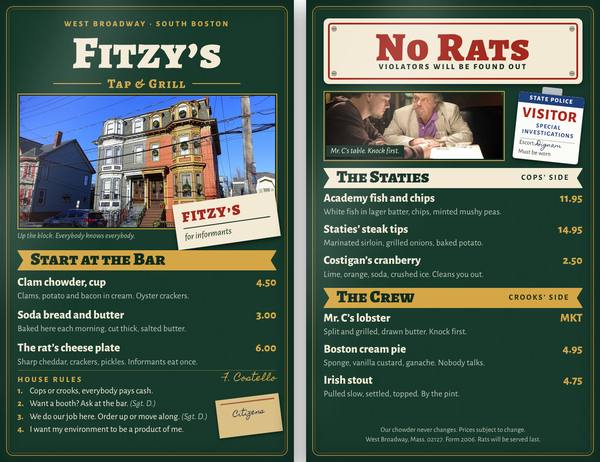 WEST BROADWAY · SOUTH BOSTON
FITZY'S
TAP & GRILL
Up the block. Everybody knows everybody.
FITZY'S
for informants
START AT THE BAR
Clam chowder, cup 4.50
Clams, potato and bacon in cream. Oyster crackers.
Soda bread and butter 3.00
Baked here each morning, cut thick, salted butter.
The rat's cheese plate 6.00
Sharp cheddar, crackers, pickles. Informants eat once.
F. Costello
HOUSE RULES
1. Cops or crooks, everybody pays cash.
2. Want a booth? Ask at the bar. (Sgt. D.)
3. We do our job here. Order up or move along. (Sgt. D.)
4. I want my environment to be a product of me.
Citizens
NO RATS
VIOLATORS WILL BE FOUND OUT
Mr. C's table. Knock first.
STATE POLICE
VISITOR
SPECIAL
INVESTIGATIONS
Escort Dignam
Must be worn
THE STATIES COPS' SIDE
Academy fish and chips 11.95
White fish in lager batter, chips, minted mushy peas.
Staties' steak tips 14.95
Marinated sirloin, grilled onions, baked potato.
Costigan's cranberry 2.50
Lime, orange, soda, crushed ice. Cleans you out.
THE CREW CROOKS' SIDE
Mr. C's lobster MKT
Split and grilled, drawn butter. Knock first.
Boston cream pie 4.95
Sponge, vanilla custard, ganache. Nobody talks.
Irish stout 4.75
Pulled slow, settled, topped. By the pint.
Our chowder never changes. Prices subject to change.
West Broadway, Mass. 02127. Form 2006. Rats will be served last.